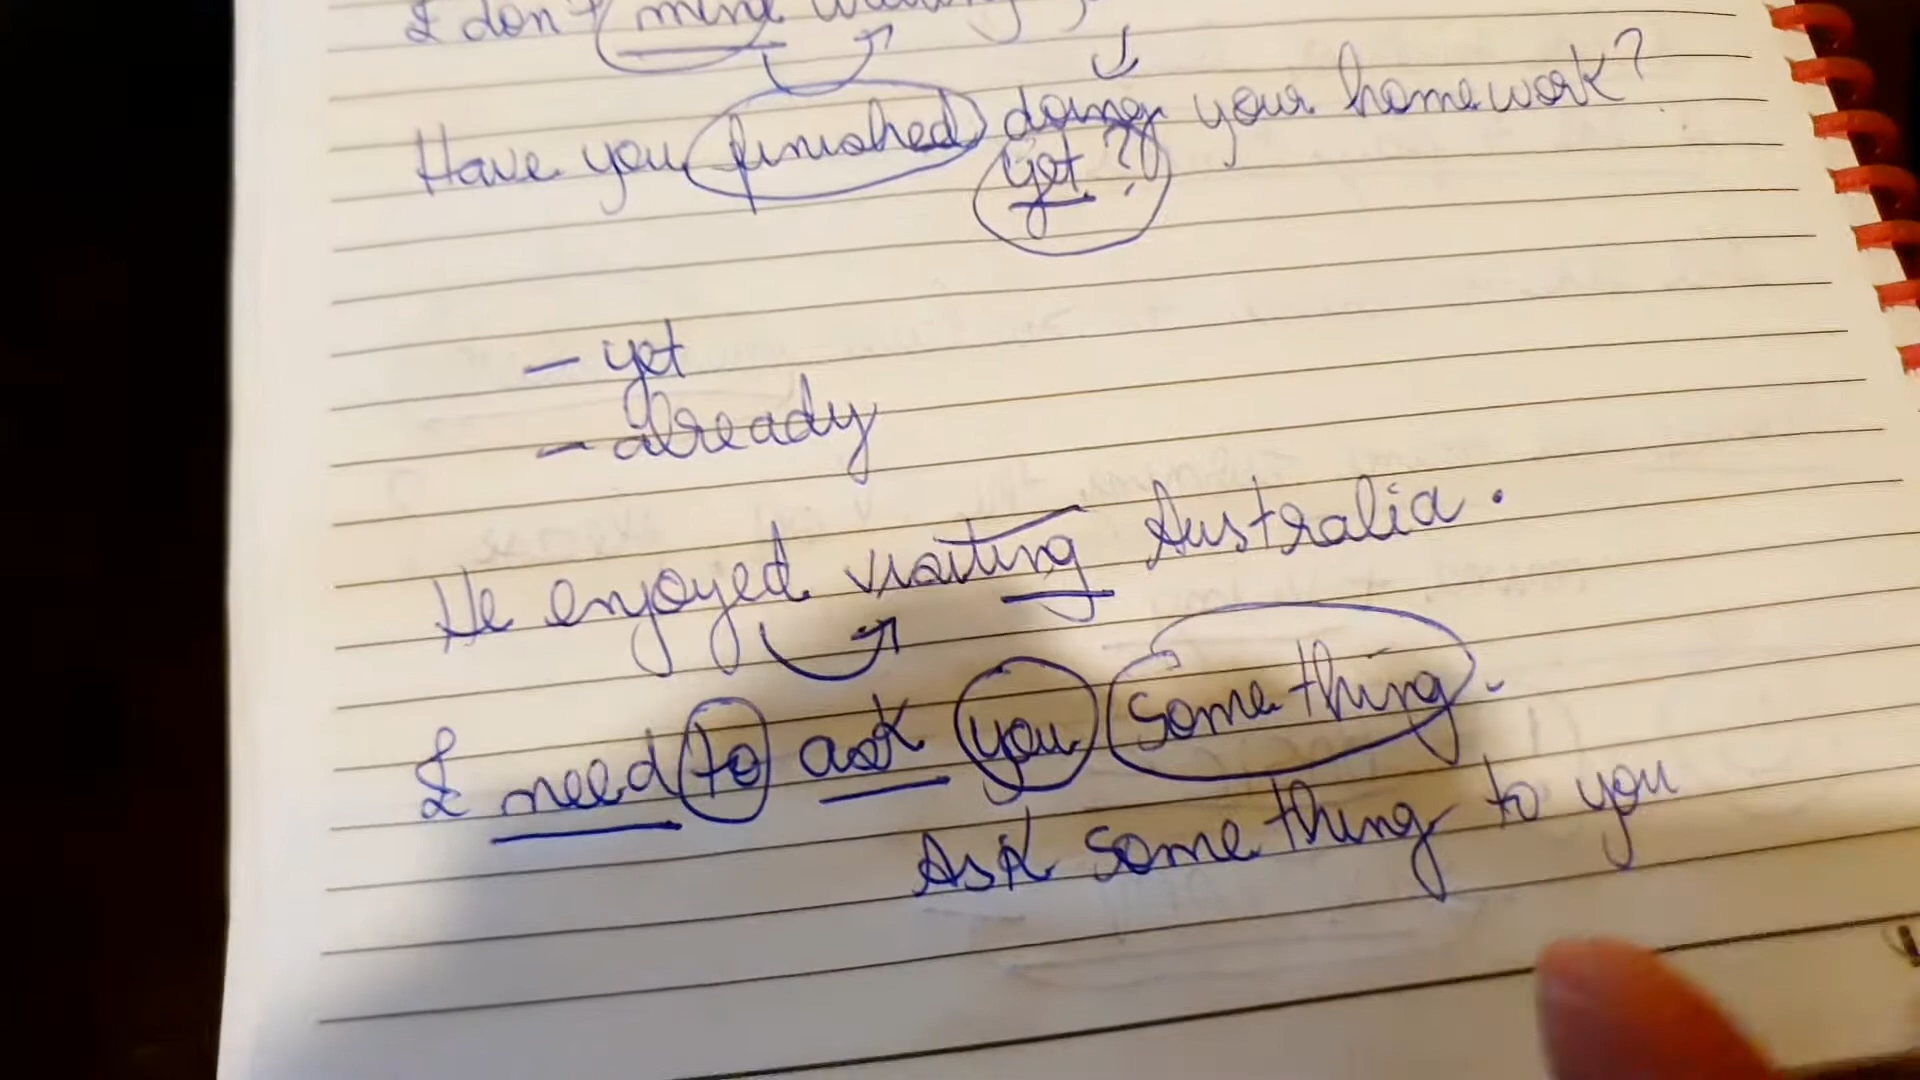 I don't
Have you finished doing your homework?
yet?
- yet
- already
He enjoyed visiting Australia.
I need to ask you something.
Ask something to you